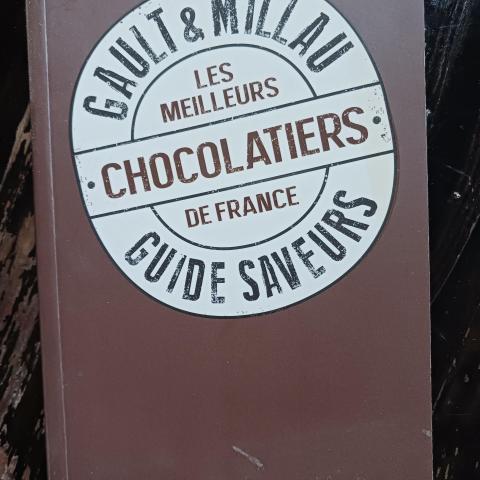 GAULT & MILLAU
LES
MEILLEURS
CHOCOLATIERS
DE FRANCE
GUIDE SAVEURS